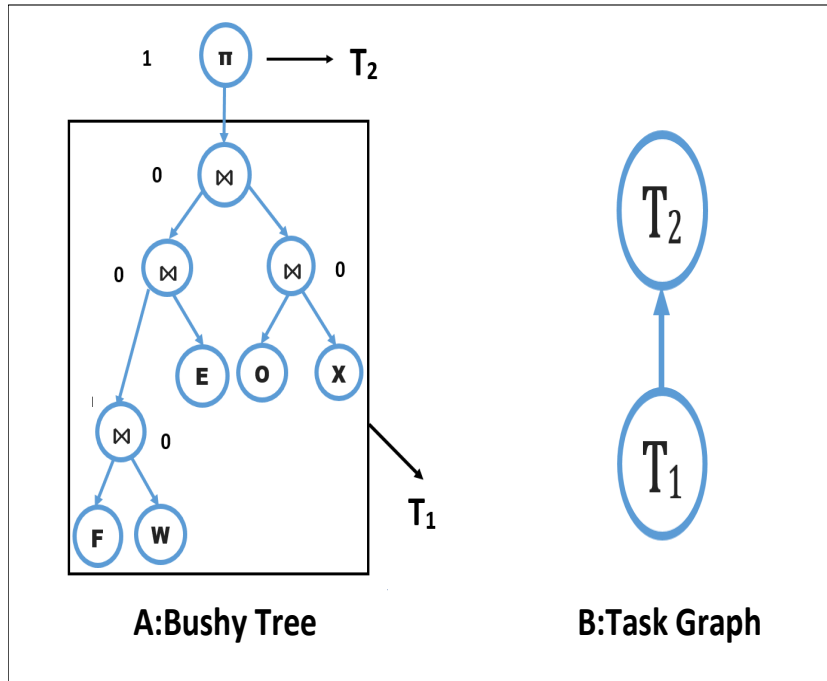 1 π T₂
0 ⋈
0 ⋈ ⋈ 0
E O X
⋈ 0
F W
T₁
A:Bushy Tree
T₂
T₁
B:Task Graph